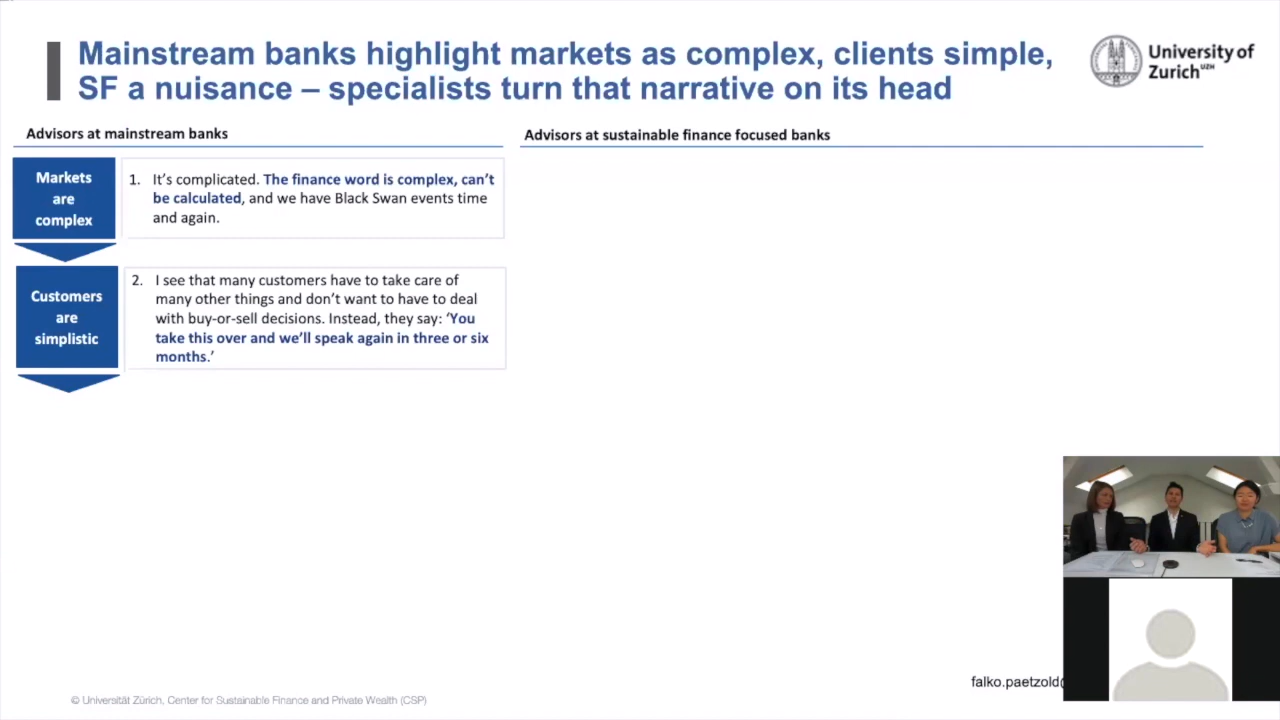 Mainstream banks highlight markets as complex, clients simple,
SF a nuisance – specialists turn that narrative on its head
University of
Zurich UZH
Advisors at mainstream banks
Advisors at sustainable finance focused banks
Markets
are
complex
1. It's complicated. The finance word is complex, can't
be calculated, and we have Black Swan events time
and again.
Customers
are
simplistic
2. I see that many customers have to take care of
many other things and don't want to have to deal
with buy-or-sell decisions. Instead, they say: 'You
take this over and we'll speak again in three or six
months.'
falko.paetzold@
© Universität Zürich, Center for Sustainable Finance and Private Wealth (CSP)